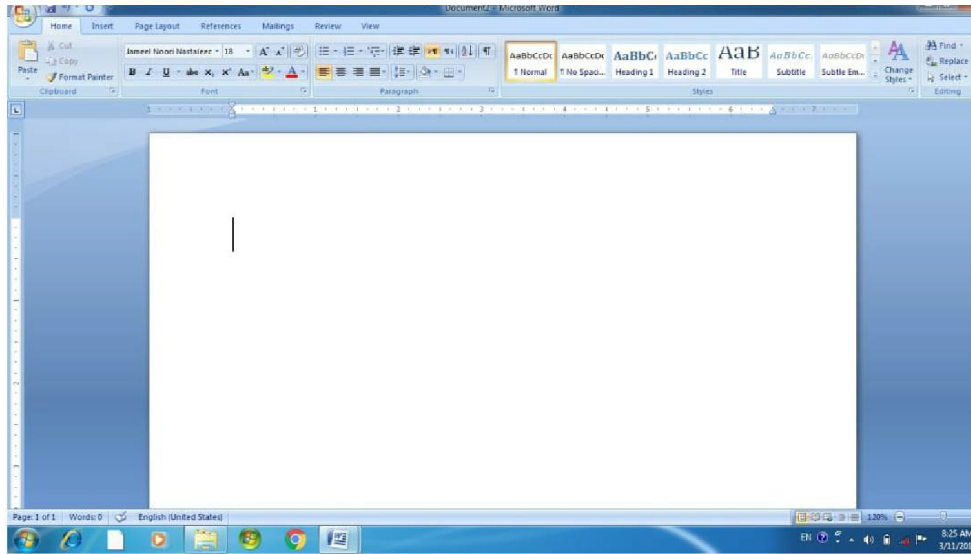 Document2 - Microsoft Word
Home Insert Page Layout References Mailings Review View
Cut
Copy
Paste
Format Painter
Jameel Noori Nastaleeq 18
AaBbCcDc AaBbCcDc AaBbC AaBbCc AaB AaBbCc. AaBbCcDc
¶ Normal ¶ No Spac... Heading 1 Heading 2 Title Subtitle Subtle Em...
Change Styles
Find
Replace
Select
Clipboard Font Paragraph Styles Editing
Page: 1 of 1 Words: 0 English (United States) 130%
EN 8:25 AM